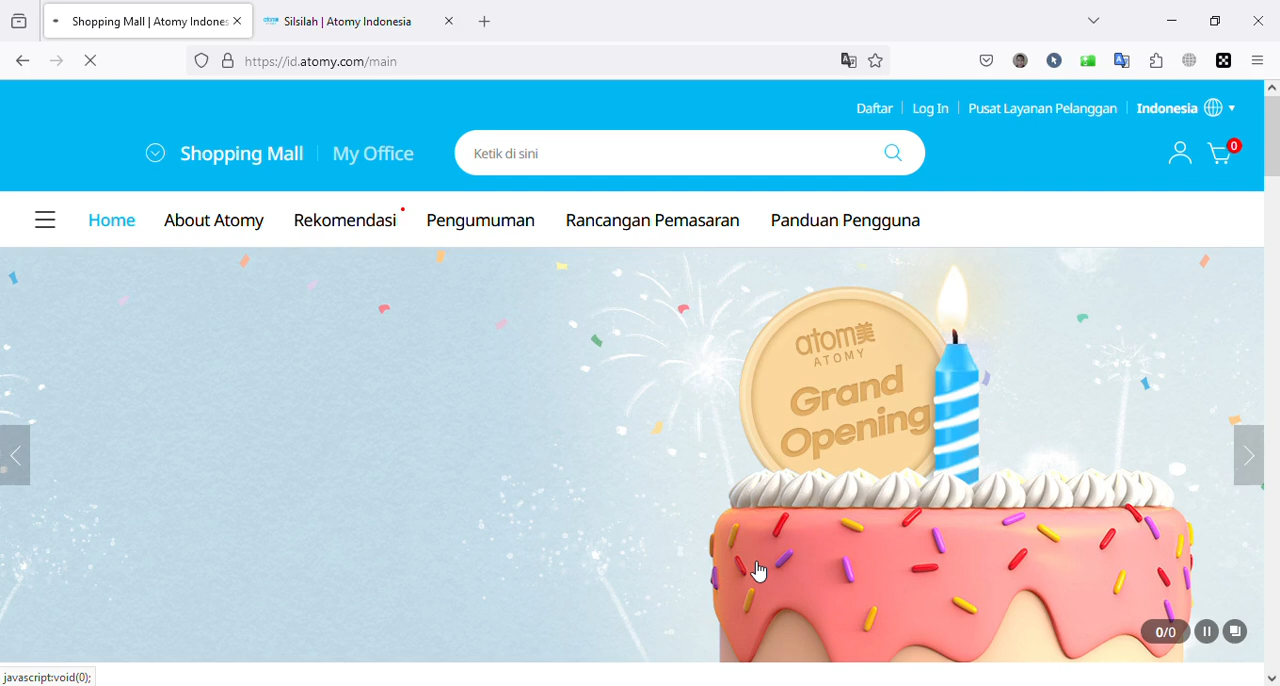 Shopping Mall | Atomy Indones
Silsilah | Atomy Indonesia
https://id.atomy.com/main
Daftar
Log In
Pusat Layanan Pelanggan
Indonesia
Shopping Mall
My Office
Ketik di sini
0
Home
About Atomy
Rekomendasi
Pengumuman
Rancangan Pemasaran
Panduan Pengguna
atom美
ATOMY
Grand
Opening
0/0
javascript:void(0);